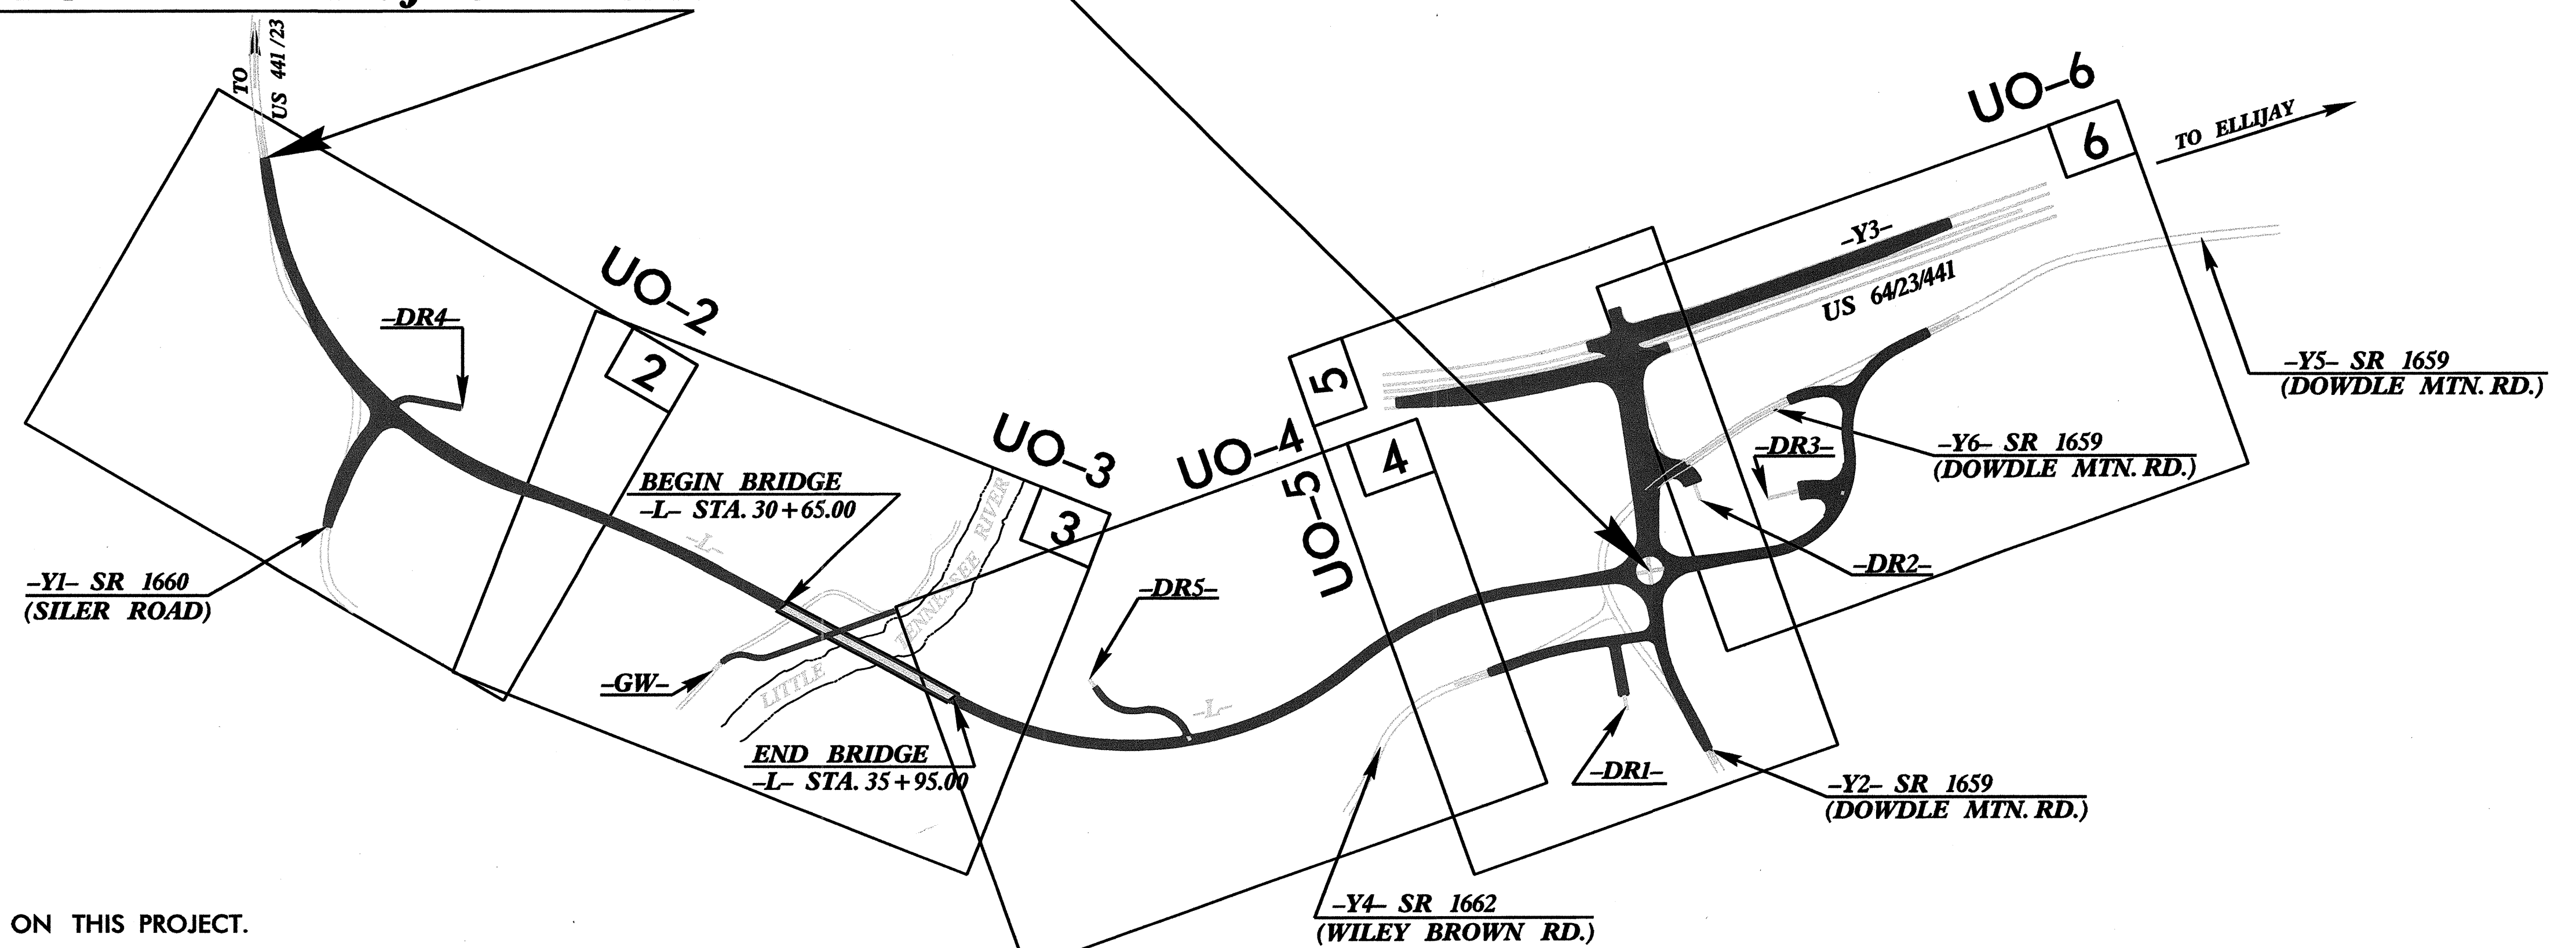 TO
US 441/23
UO-6
6
TO ELLIJAY
-Y3-
US 64/23/441
UO-2
2
-DR4-
5
-Y5- SR 1659
(DOWDLE MTN. RD.)
UO-3
3
UO-4
4
UO-5
-Y6- SR 1659
(DOWDLE MTN. RD.)
-DR3-
BEGIN BRIDGE
-L- STA. 30+65.00
-L-
-DR2-
-Y1- SR 1660
(SILER ROAD)
-DR5-
LITTLE TENNESSEE RIVER
-GW-
-L-
END BRIDGE
-L- STA. 35+95.00
-DR1-
-Y2- SR 1659
(DOWDLE MTN. RD.)
-Y4- SR 1662
(WILEY BROWN RD.)
ON THIS PROJECT.